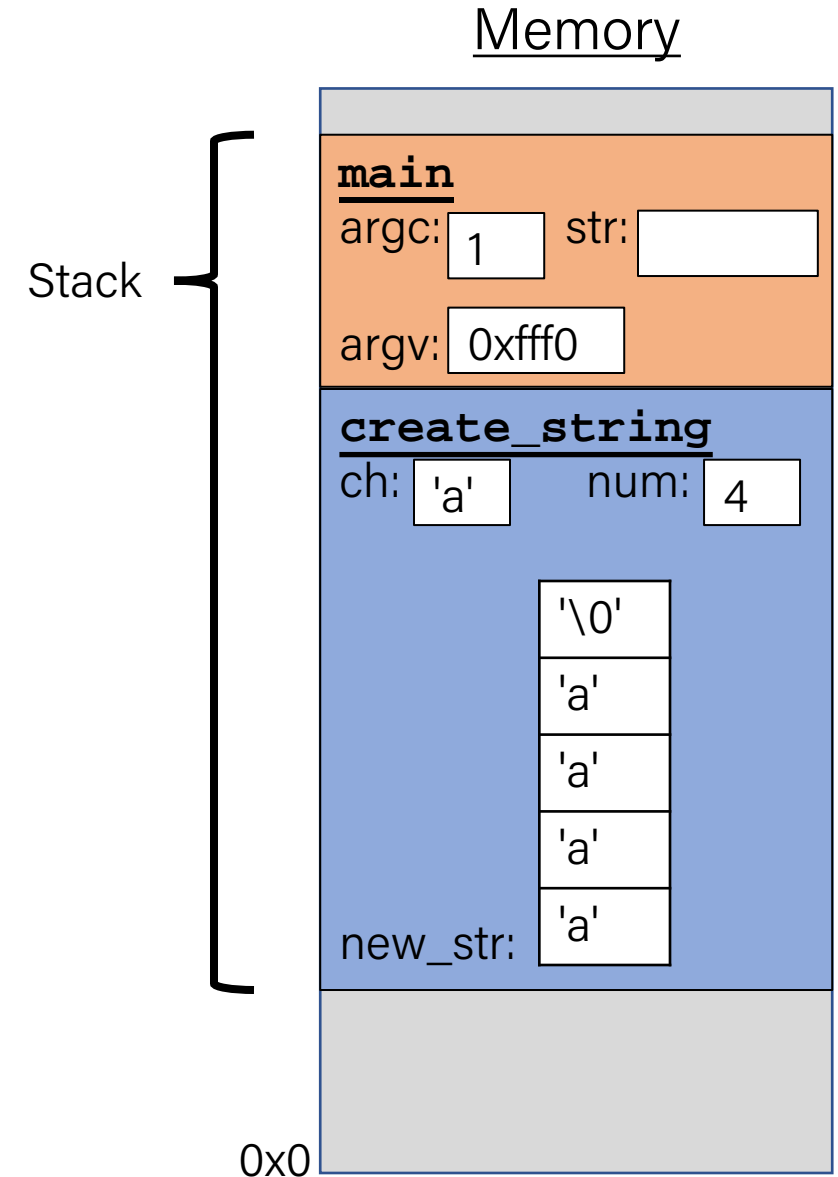 Memory
Stack
main
argc: 1 str:
argv: 0xfff0
create_string
ch: 'a' num: 4
'\0'
'a'
'a'
'a'
new_str: 'a'
0x0